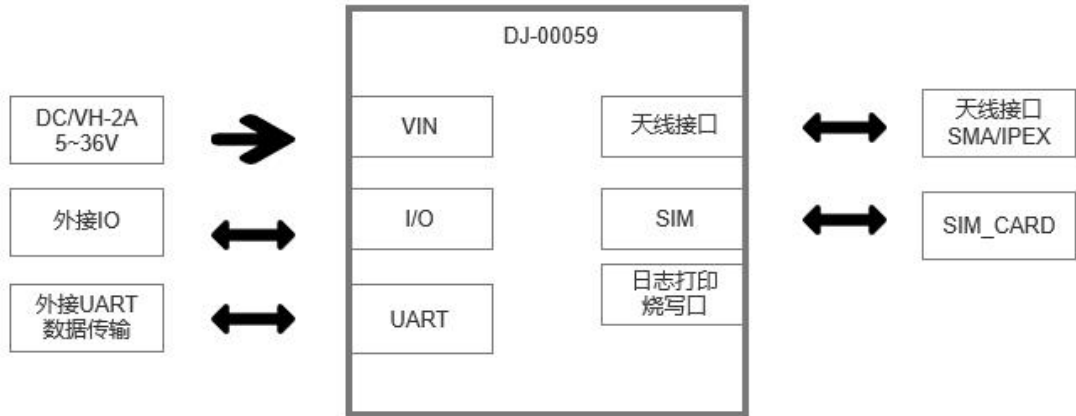 DJ-00059
DC/VH-2A
5~36V
VIN
天线接口
天线接口
SMA/IPEX
外接IO
I/O
SIM
SIM_CARD
外接UART
数据传输
UART
日志打印
烧写口